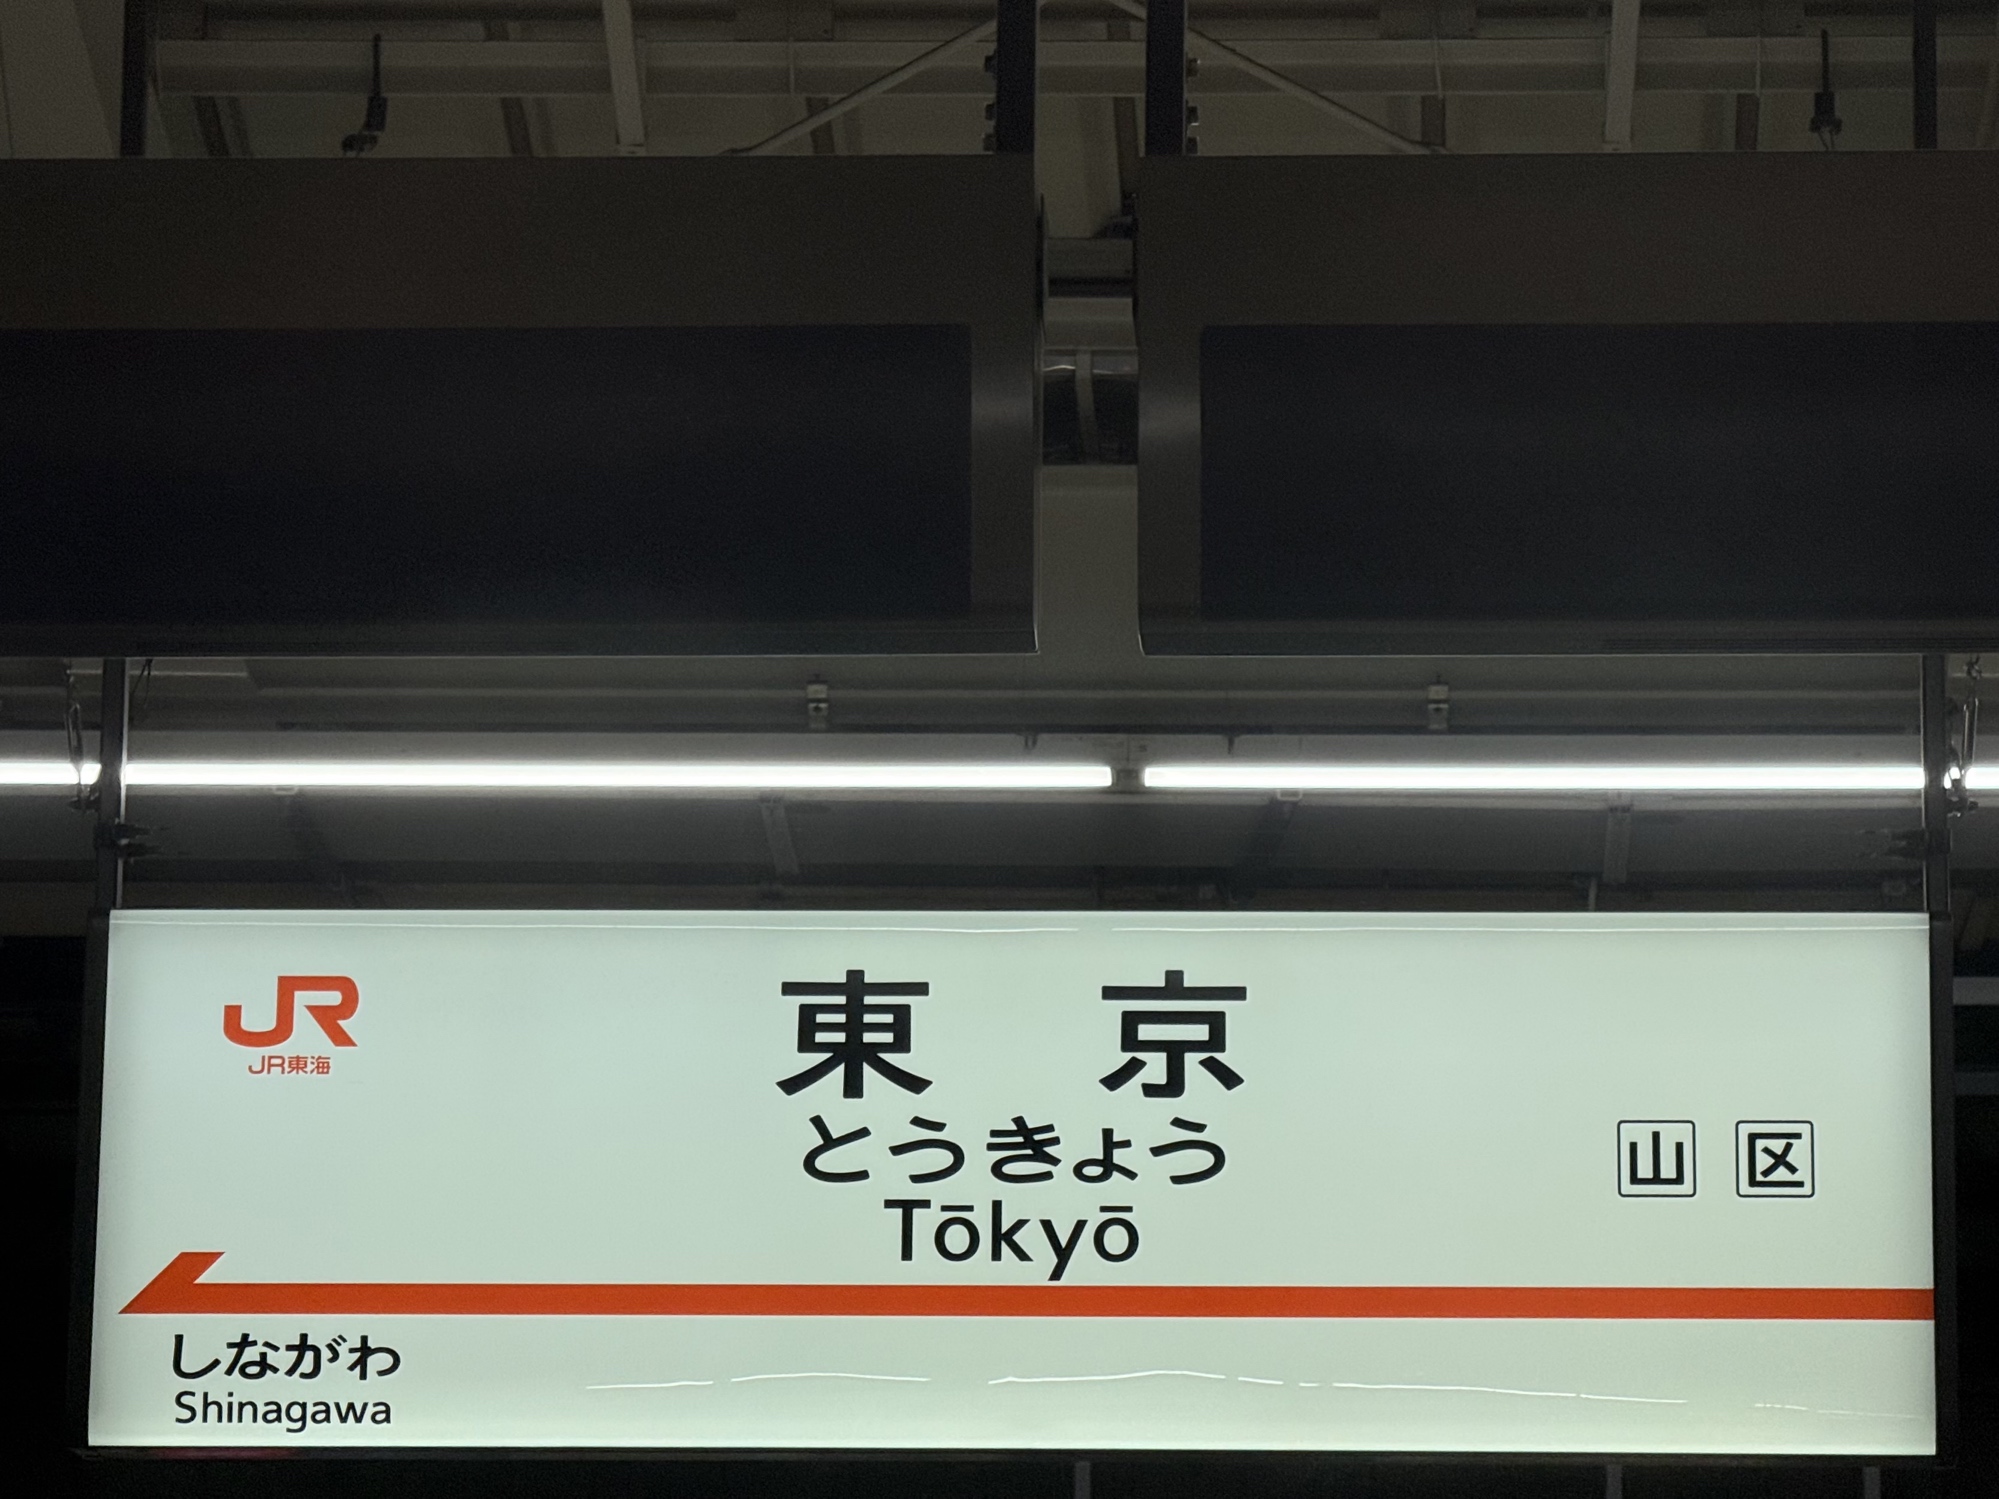 JR
JR東海
東京
とうきょう
Tōkyō
山 区
しながわ
Shinagawa